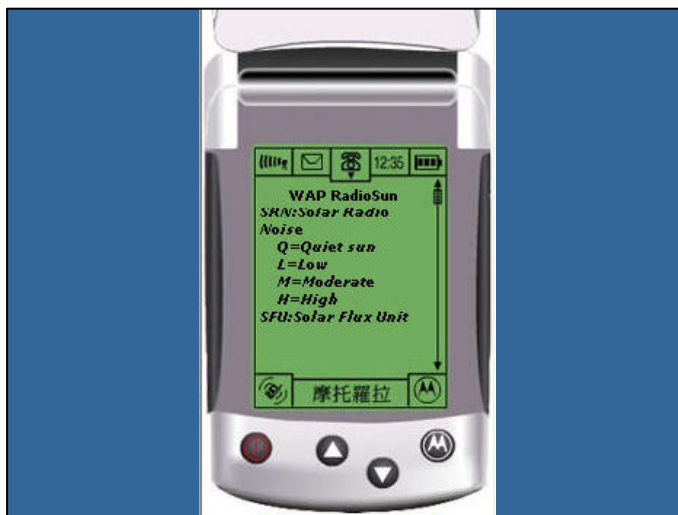 12:35
WAP RadioSun
SRN:Solar Radio
Noise
Q=Quiet sun
L=Low
M=Moderate
H=High
SFU:Solar Flux Unit
摩托羅拉